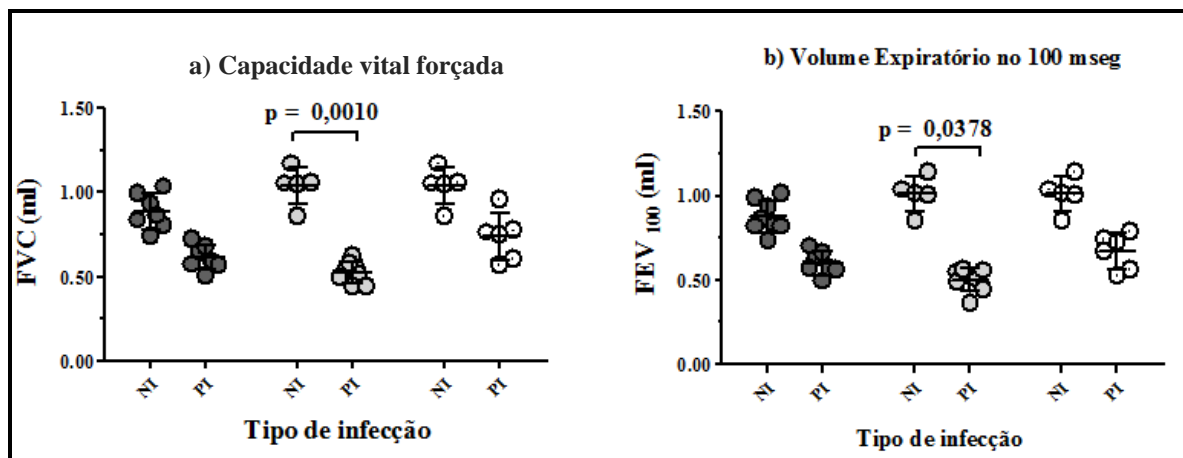 a) Capacidade vital forçada
p = 0,0010
FVC (ml)
1.50
1.00
0.50
0.00
NI PI NI PI NI PI
Tipo de infecção
b) Volume Expiratório no 100 mseg
p = 0,0378
FEV 100 (ml)
1.50
1.00
0.50
0.00
NI PI NI PI NI PI
Tipo de infecção